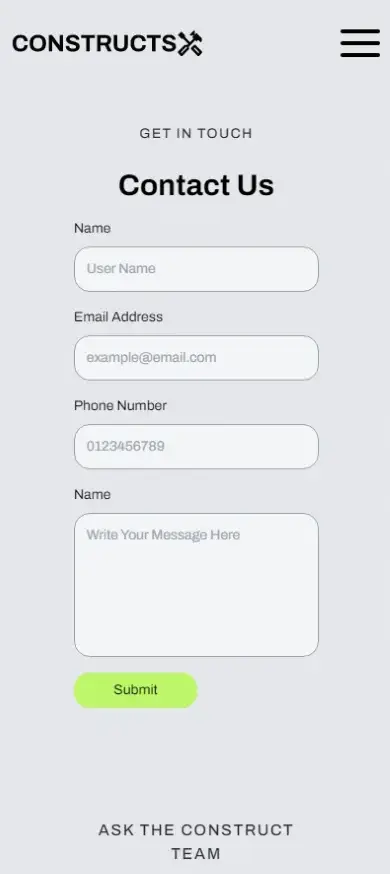 CONSTRUCTS
GET IN TOUCH
Contact Us
Name
User Name
Email Address
example@email.com
Phone Number
0123456789
Name
Write Your Message Here
Submit
ASK THE CONSTRUCT
TEAM